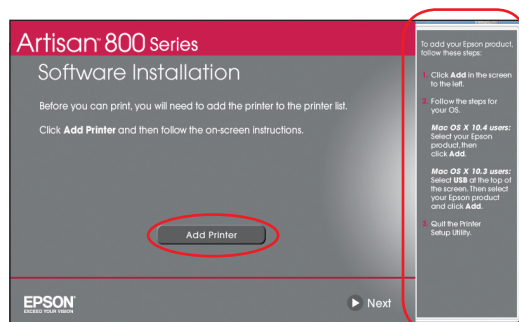 Artisan™ 800 Series
Software Installation
Before you can print, you will need to add the printer to the printer list.
Click Add Printer and then follow the on-screen instructions.
Add Printer
EPSON®
EXCEED YOUR VISION
Next
To add your Epson product,
follow these steps:
1. Click Add in the screen
to the left.
2. Follow the steps for
your OS.
Mac OS X 10.4 users:
Select your Epson
product, then
click Add.
Mac OS X 10.3 users:
Select USB at the top of
the screen. Then select
your Epson product
and click Add.
3. Quit the Printer
Setup Utility.